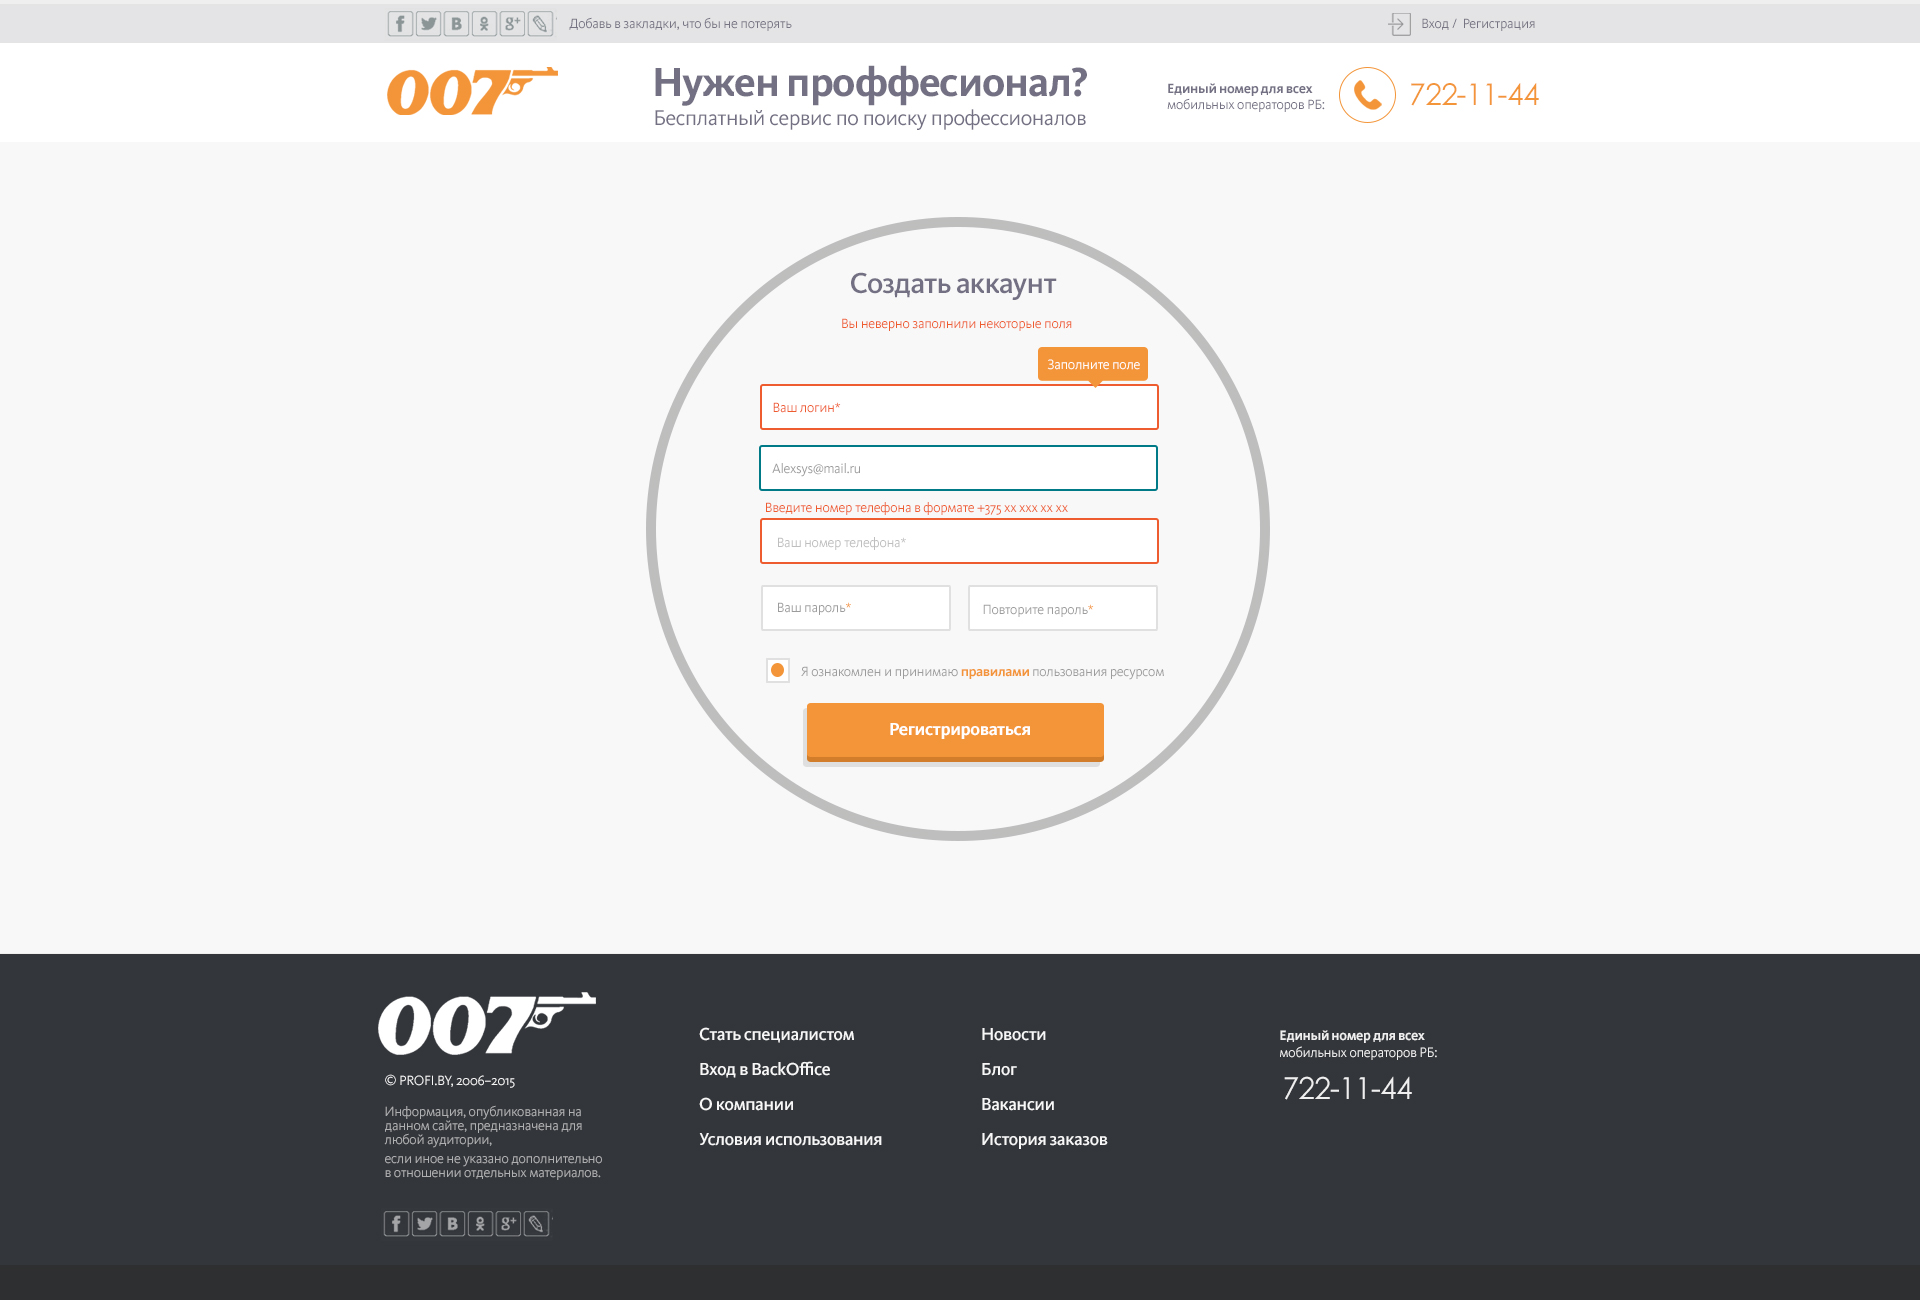 Добавь в закладки, что бы не потерять
Вход / Регистрация
007
Нужен проффесионал?
Бесплатный сервис по поиску профессионалов
Единый номер для всех
мобильных операторов РБ:
722-11-44
Создать аккаунт
Вы неверно заполнили некоторые поля
Заполните поле
Ваш логин*
Alexsys@mail.ru
Введите номер телефона в формате +375 xx xxx xx xx
Ваш номер телефона*
Ваш пароль*
Повторите пароль*
Я ознакомлен и принимаю правилами пользования ресурсом
Регистрироваться
007
© PROFI.BY, 2006–2015
Информация, опубликованная на
данном сайте, предназначена для
любой аудитории,
если иное не указано дополнительно
в отношении отдельных материалов.
Стать специалистом
Вход в BackOffice
О компании
Условия использования
Новости
Блог
Вакансии
История заказов
Единый номер для всех
мобильных операторов РБ:
722-11-44